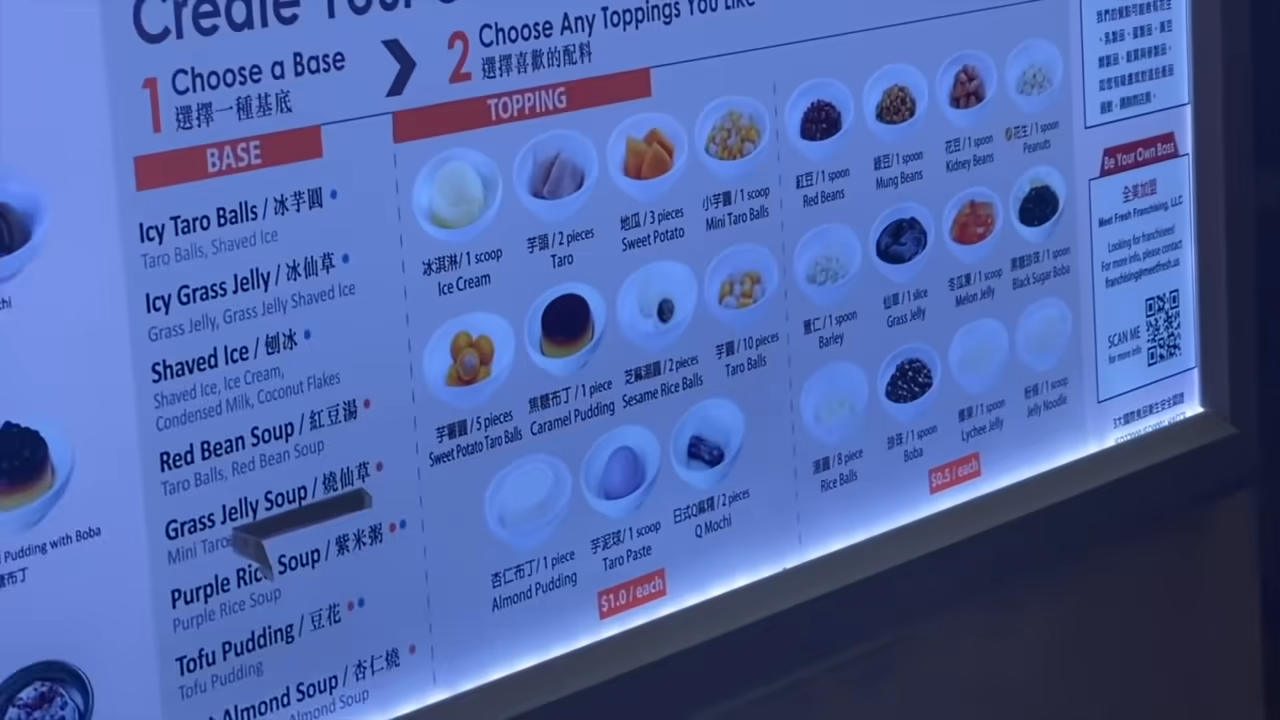 Create Your
1 Choose a Base
選擇一種基底
2 Choose Any Toppings You Like
選擇喜歡的配料
BASE
Icy Taro Balls / 冰芋圓
Taro Balls, Shaved Ice
Icy Grass Jelly / 冰仙草
Grass Jelly, Grass Jelly Shaved Ice
Shaved Ice / 刨冰
Shaved Ice, Ice Cream,
Condensed Milk, Coconut Flakes
Red Bean Soup / 紅豆湯
Taro Balls, Red Bean Soup
Grass Jelly Soup / 燒仙草
Mini Taro
Purple Rice Soup / 紫米粥
Purple Rice Soup
Tofu Pudding / 豆花
Tofu Pudding
Almond Soup / 杏仁燒
Almond Soup
TOPPING
冰淇淋/ 1 scoop
Ice Cream
芋頭 / 2 pieces
Taro
地瓜 / 3 pieces
Sweet Potato
小芋圓 / 1 scoop
Mini Taro Balls
芋薯圓 / 5 pieces
Sweet Potato Taro Balls
焦糖布丁 / 1 piece
Caramel Pudding
芝麻湯圓 / 2 pieces
Sesame Rice Balls
芋圓 / 10 pieces
Taro Balls
杏仁布丁/ 1 piece
Almond Pudding
芋泥球/ 1 scoop
Taro Paste
日式Q麻糬 / 2 pieces
Q Mochi
$1.0 / each
紅豆/ 1 spoon
Red Beans
綠豆/ 1 spoon
Mung Beans
花豆 / 1 spoon
Kidney Beans
花生 / 1 spoon
Peanuts
薏仁 / 1 spoon
Barley
仙草 / 1 slice
Grass Jelly
冬瓜凍 / 1 scoop
Melon Jelly
黑糖珍珠 / 1 spoon
Black Sugar Boba
湯圓 / 8 piece
Rice Balls
珍珠 / 1 spoon
Boba
/ 1 spoon
Lychee Jelly
粉條 / 1 scoop
Jelly Noodle
$0.5 / each
Be Your Own Boss
全美加盟
Meet Fresh Franchising, LLC
Looking for franchisees!
For more info, please contact
franchising@meetfresh.us
SCAN ME
for more info
Pudding with Boba
布丁